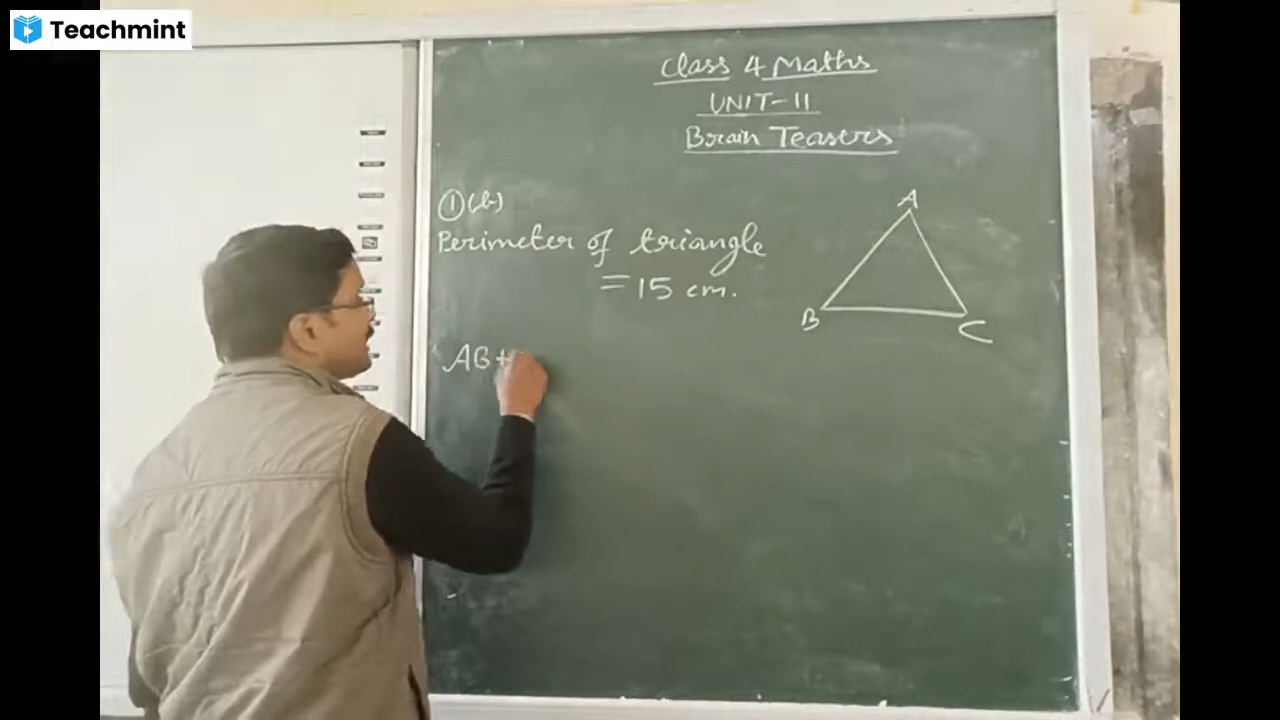 Teachmint
Class 4 Maths
UNIT-11
Brain Teasers
①(b)
Perimeter of triangle
= 15 cm.
A
B
C
AB+